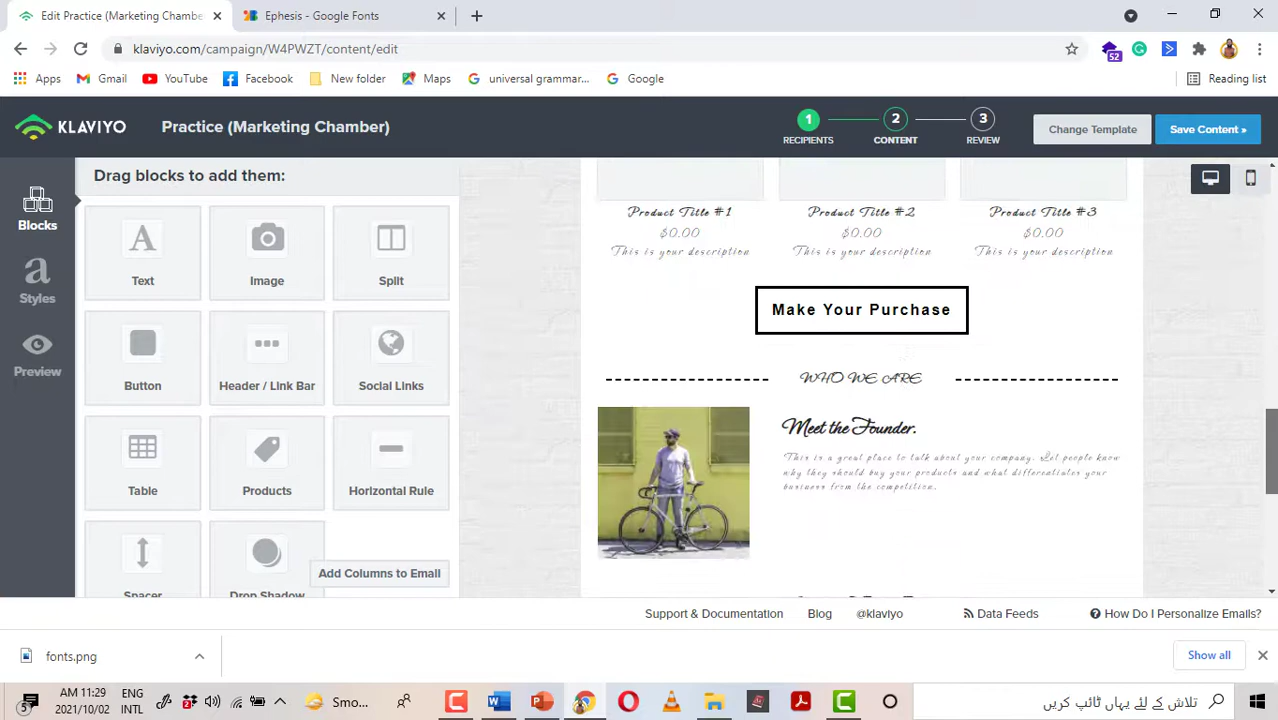 Edit Practice (Marketing Chambe
Ephesis - Google Fonts
klaviyo.com/campaign/W4PWZT/content/edit
52
Apps
Gmail
YouTube
Facebook
New folder
Maps
universal grammar...
Google
Reading list
KLAVIYO
Practice (Marketing Chamber)
1
2
3
RECIPIENTS
CONTENT
REVIEW
Change Template
Save Content »
Blocks
Styles
Preview
Drag blocks to add them:
Text
Image
Split
Button
Header / Link Bar
Social Links
Table
Products
Horizontal Rule
Spacer
Drop Shadow
Add Columns to Email
Product Title #1
Product Title #2
Product Title #3
$0.00
$0.00
$0.00
This is your description
This is your description
This is your description
Make Your Purchase
WHO WE ARE
Meet the Founder.
This is a great place to talk about your company. Let people know
why they should buy your products and what differentiates your
business from the competition.
Support & Documentation
Blog
@klaviyo
Data Feeds
How Do I Personalize Emails?
fonts.png
Show all
AM 11:29
2021/10/02
ENG
INTL
Smo...
تلاش کے لئے یہاں ٹائپ کریں